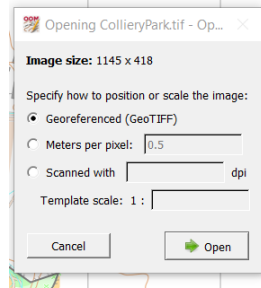 OOM
Opening CollieryPark.tif - Op...
Image size: 1145 x 418
Specify how to position or scale the image:
Georeferenced (GeoTIFF)
Meters per pixel: 0.5
Scanned with dpi
Template scale: 1 :
Cancel Open